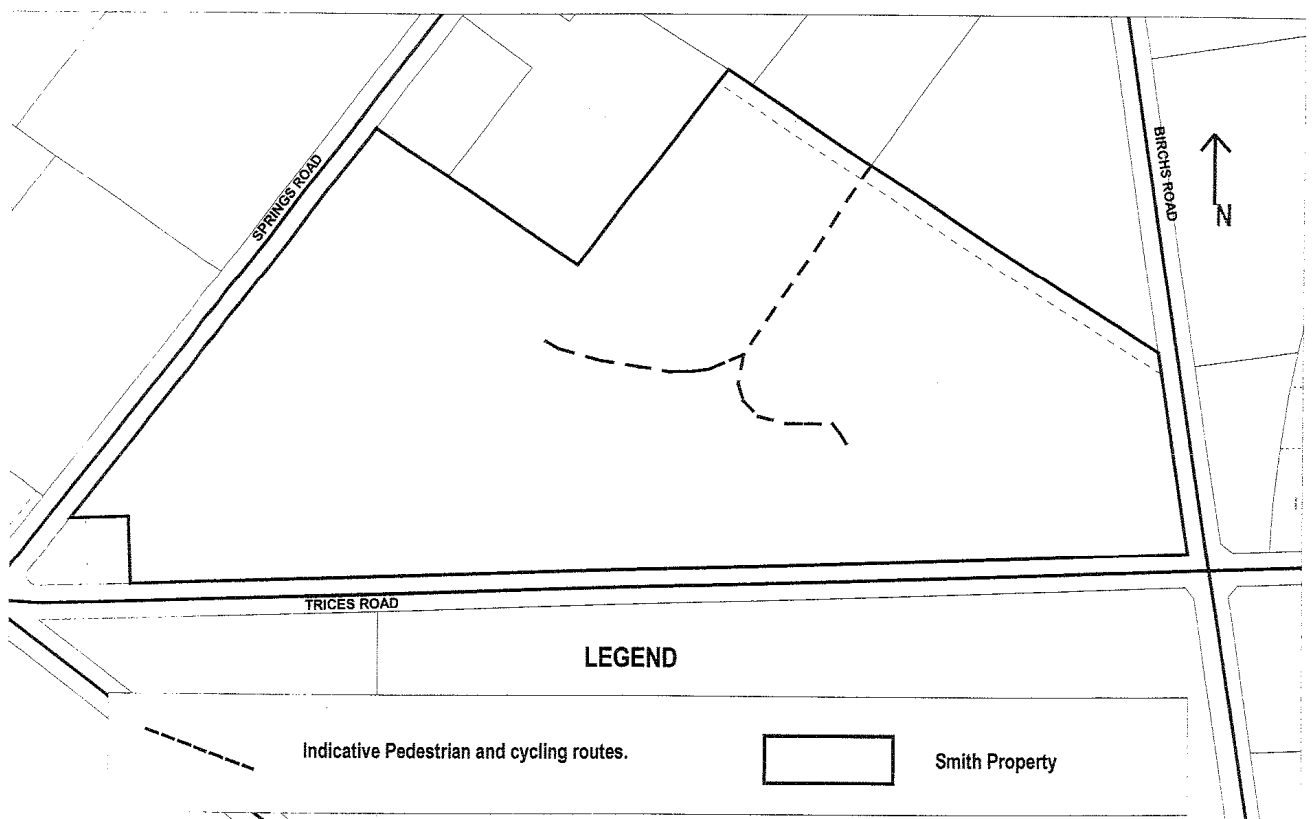 SPRINGS ROAD
BIRCHS ROAD
N
TRICES ROAD
LEGEND
Indicative Pedestrian and cycling routes.
Smith Property